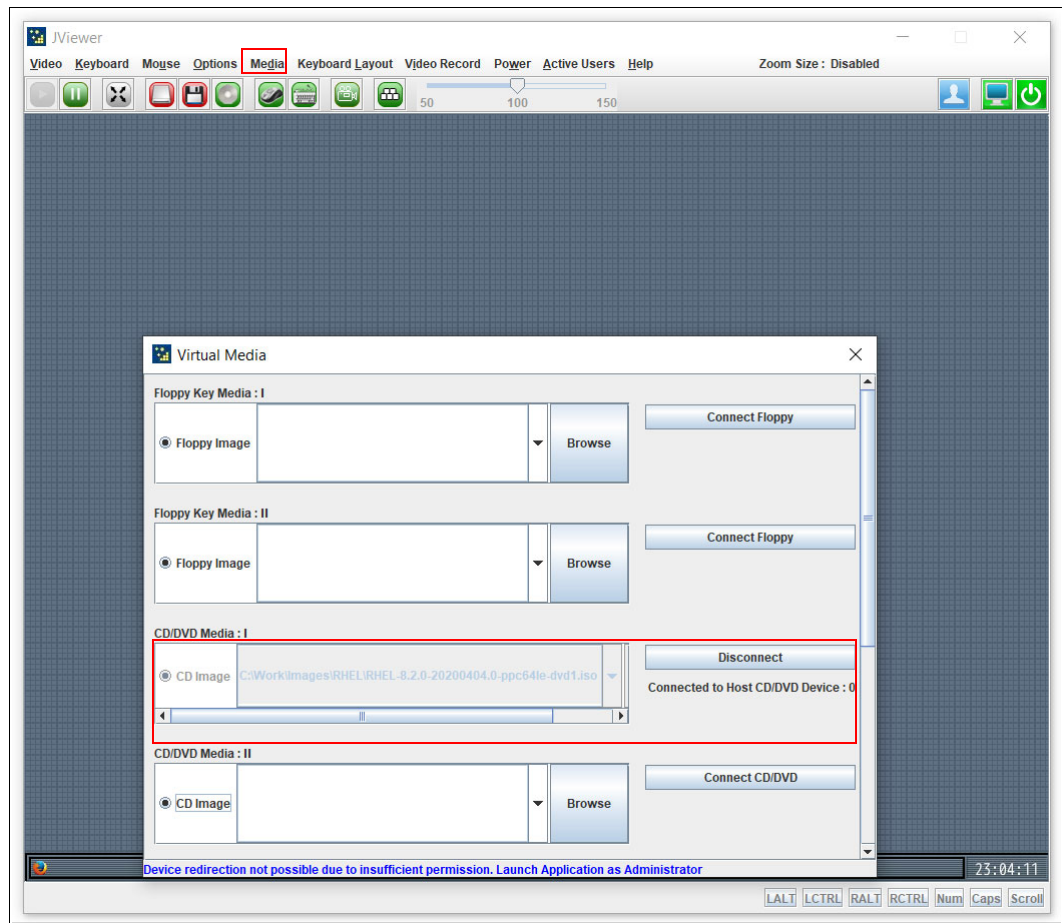 JViewer
Video Keyboard Mouse Options Media Keyboard Layout Video Record Power Active Users Help Zoom Size : Disabled
50 100 150
Virtual Media
Floppy Key Media : I
Connect Floppy
Floppy Image Browse
Floppy Key Media : II
Connect Floppy
Floppy Image Browse
CD/DVD Media : I
Disconnect
CD Image C:\Work\Images\RHEL\RHEL-8.2.0-20200404.0-ppc64le-dvd1.iso
Connected to Host CD/DVD Device : 0
CD/DVD Media : II
Connect CD/DVD
CD Image Browse
Device redirection not possible due to insufficient permission. Launch Application as Administrator
23:04:11
LALT LCTRL RALT RCTRL Num Caps Scroll